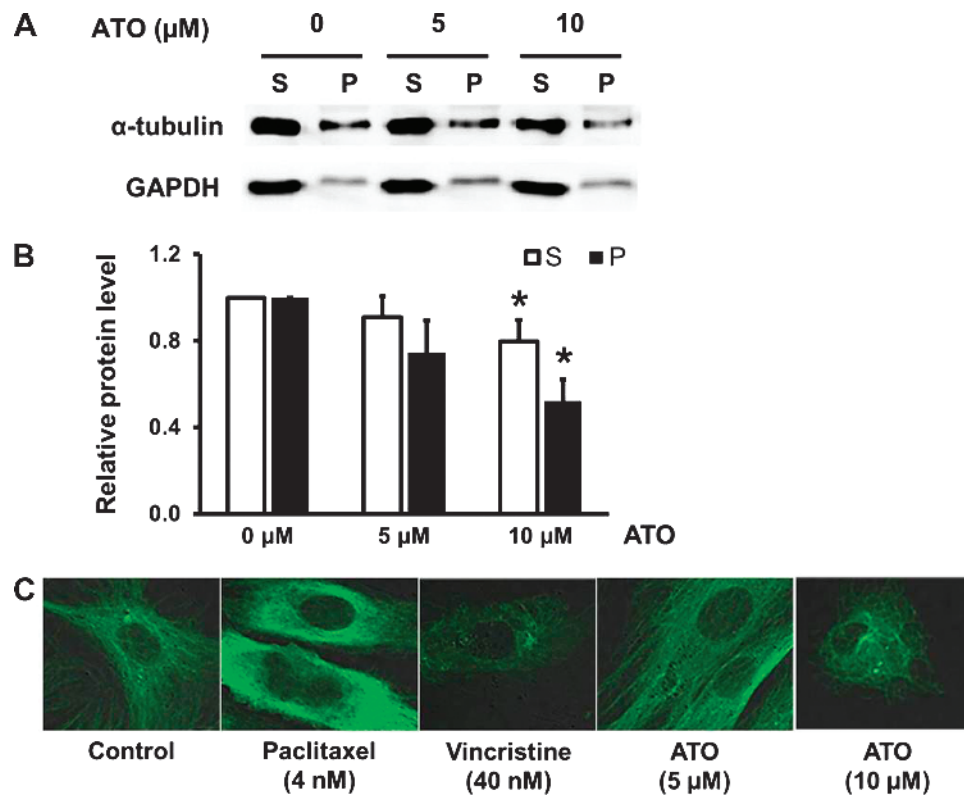 A
ATO (µM)
0 5 10
S P S P S P
α-tubulin
GAPDH
B
Relative protein level
1.2
0.8
0.4
0.0
S P
*
*
0 µM 5 µM 10 µM ATO
C
Control Paclitaxel Vincristine ATO ATO
(4 nM) (40 nM) (5 µM) (10 µM)